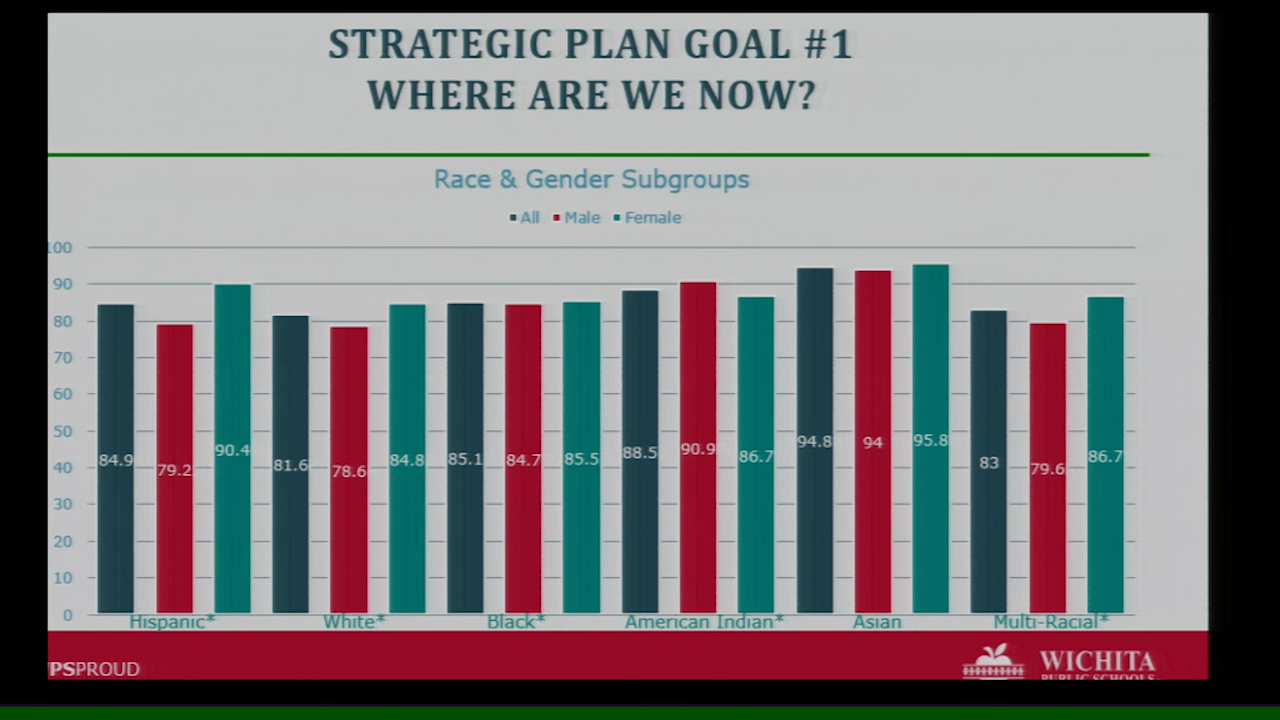 STRATEGIC PLAN GOAL #1
WHERE ARE WE NOW?
Race & Gender Subgroups
All Male Female
100
90
80
70
60
50
40
30
20
10
0
84.9 79.2 90.4 81.6 78.6 84.8 85.1 84.7 85.5 88.5 90.9 86.7 94.8 94 95.8 83 79.6 86.7
Hispanic* White* Black* American Indian* Asian Multi-Racial*
PSPROUD
WICHITA
PUBLIC SCHOOLS